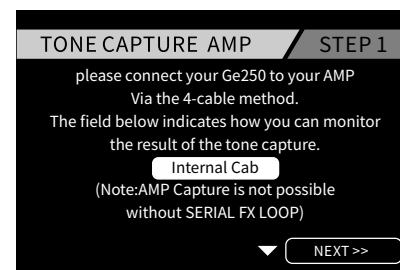 TONE CAPTURE AMP
STEP 1
please connect your Ge250 to your AMP
Via the 4-cable method.
The field below indicates how you can monitor
the result of the tone capture.
Internal Cab
(Note:AMP Capture is not possible
without SERIAL FX LOOP)
NEXT >>